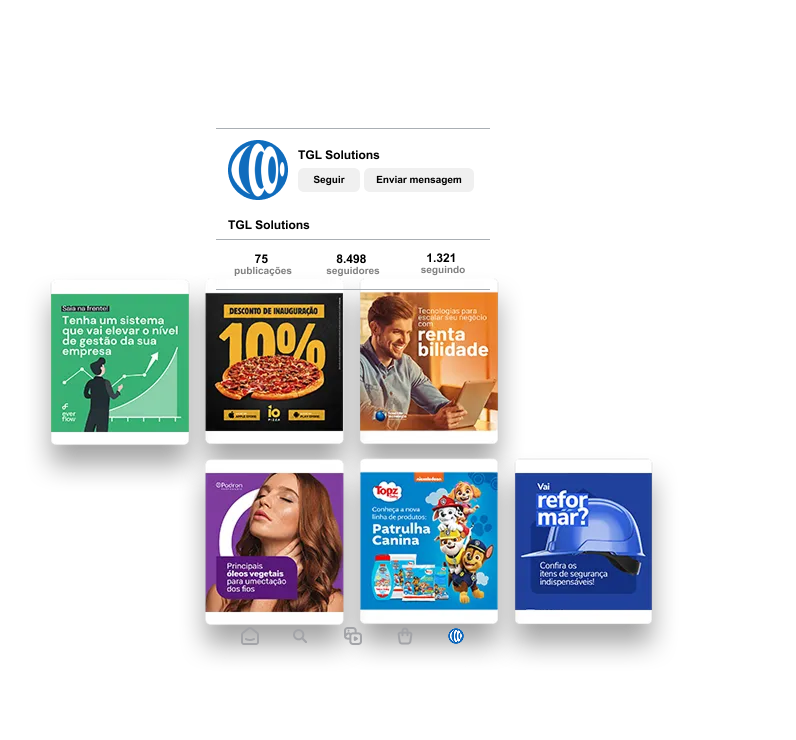 TGL Solutions
Seguir
Enviar mensagem
TGL Solutions
75
publicações
8.498
seguidores
1.321
seguindo
Saia na frente!
Tenha um sistema
que vai elevar o nível
de gestão da sua
empresa
ever
flow
DESCONTO DE INAUGURAÇÃO
10%
10
PIZZA
Tecnologias para
escalar seu negócio
com
renta
bilidade
Principais
óleos vegetais
para umectação
dos fios
nickelodeon
Topz
Baby
Conheça a nova
linha de produtos:
Patrulha
Canina
Vai
refor
mar?
Confira os
itens de segurança
indispensáveis!